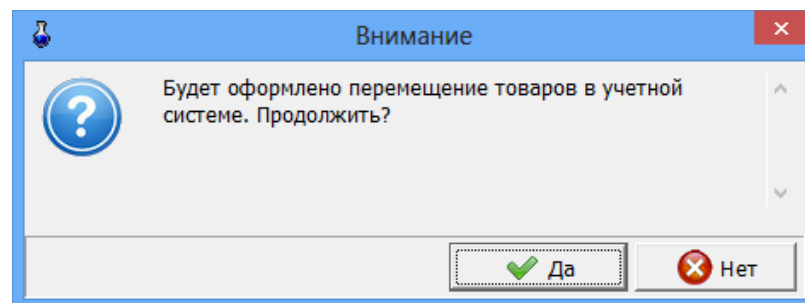 Внимание
Будет оформлено перемещение товаров в учетной
системе. Продолжить?
Да
Нет